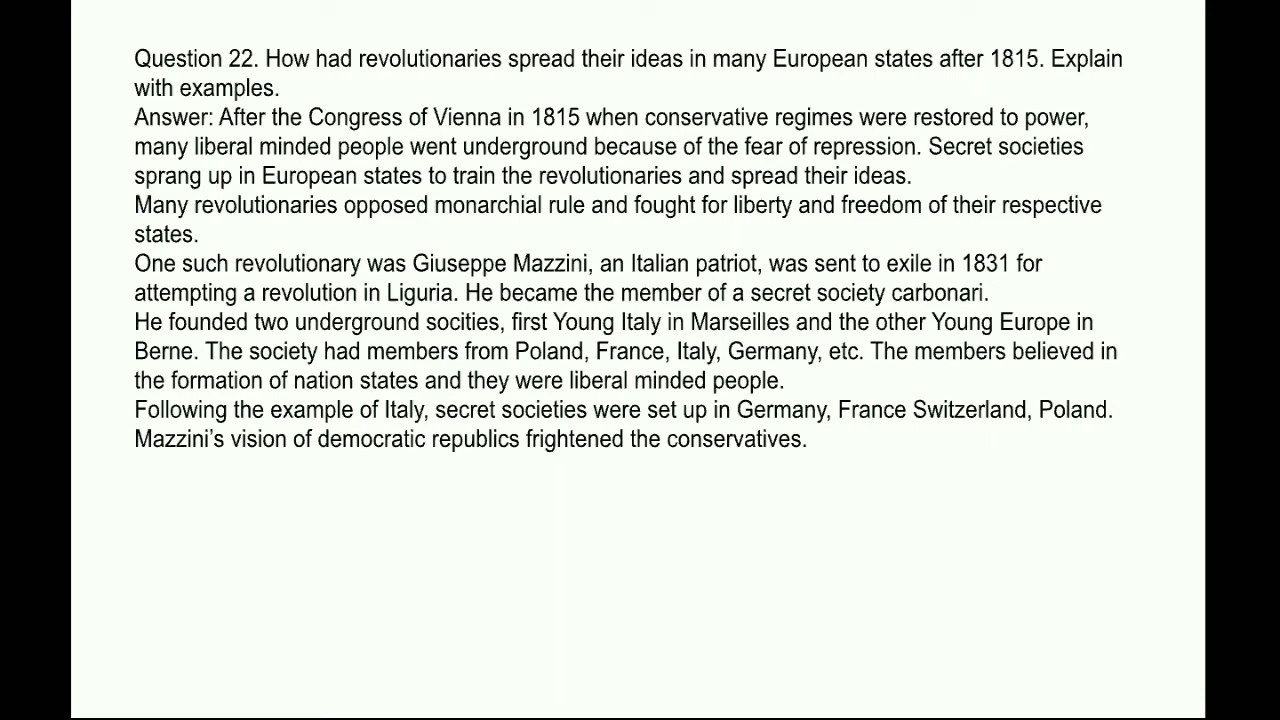 Question 22. How had revolutionaries spread their ideas in many European states after 1815. Explain
with examples.
Answer: After the Congress of Vienna in 1815 when conservative regimes were restored to power,
many liberal minded people went underground because of the fear of repression. Secret societies
sprang up in European states to train the revolutionaries and spread their ideas.
Many revolutionaries opposed monarchial rule and fought for liberty and freedom of their respective
states.
One such revolutionary was Giuseppe Mazzini, an Italian patriot, was sent to exile in 1831 for
attempting a revolution in Liguria. He became the member of a secret society carbonari.
He founded two underground socities, first Young Italy in Marseilles and the other Young Europe in
Berne. The society had members from Poland, France, Italy, Germany, etc. The members believed in
the formation of nation states and they were liberal minded people.
Following the example of Italy, secret societies were set up in Germany, France Switzerland, Poland.
Mazzini’s vision of democratic republics frightened the conservatives.